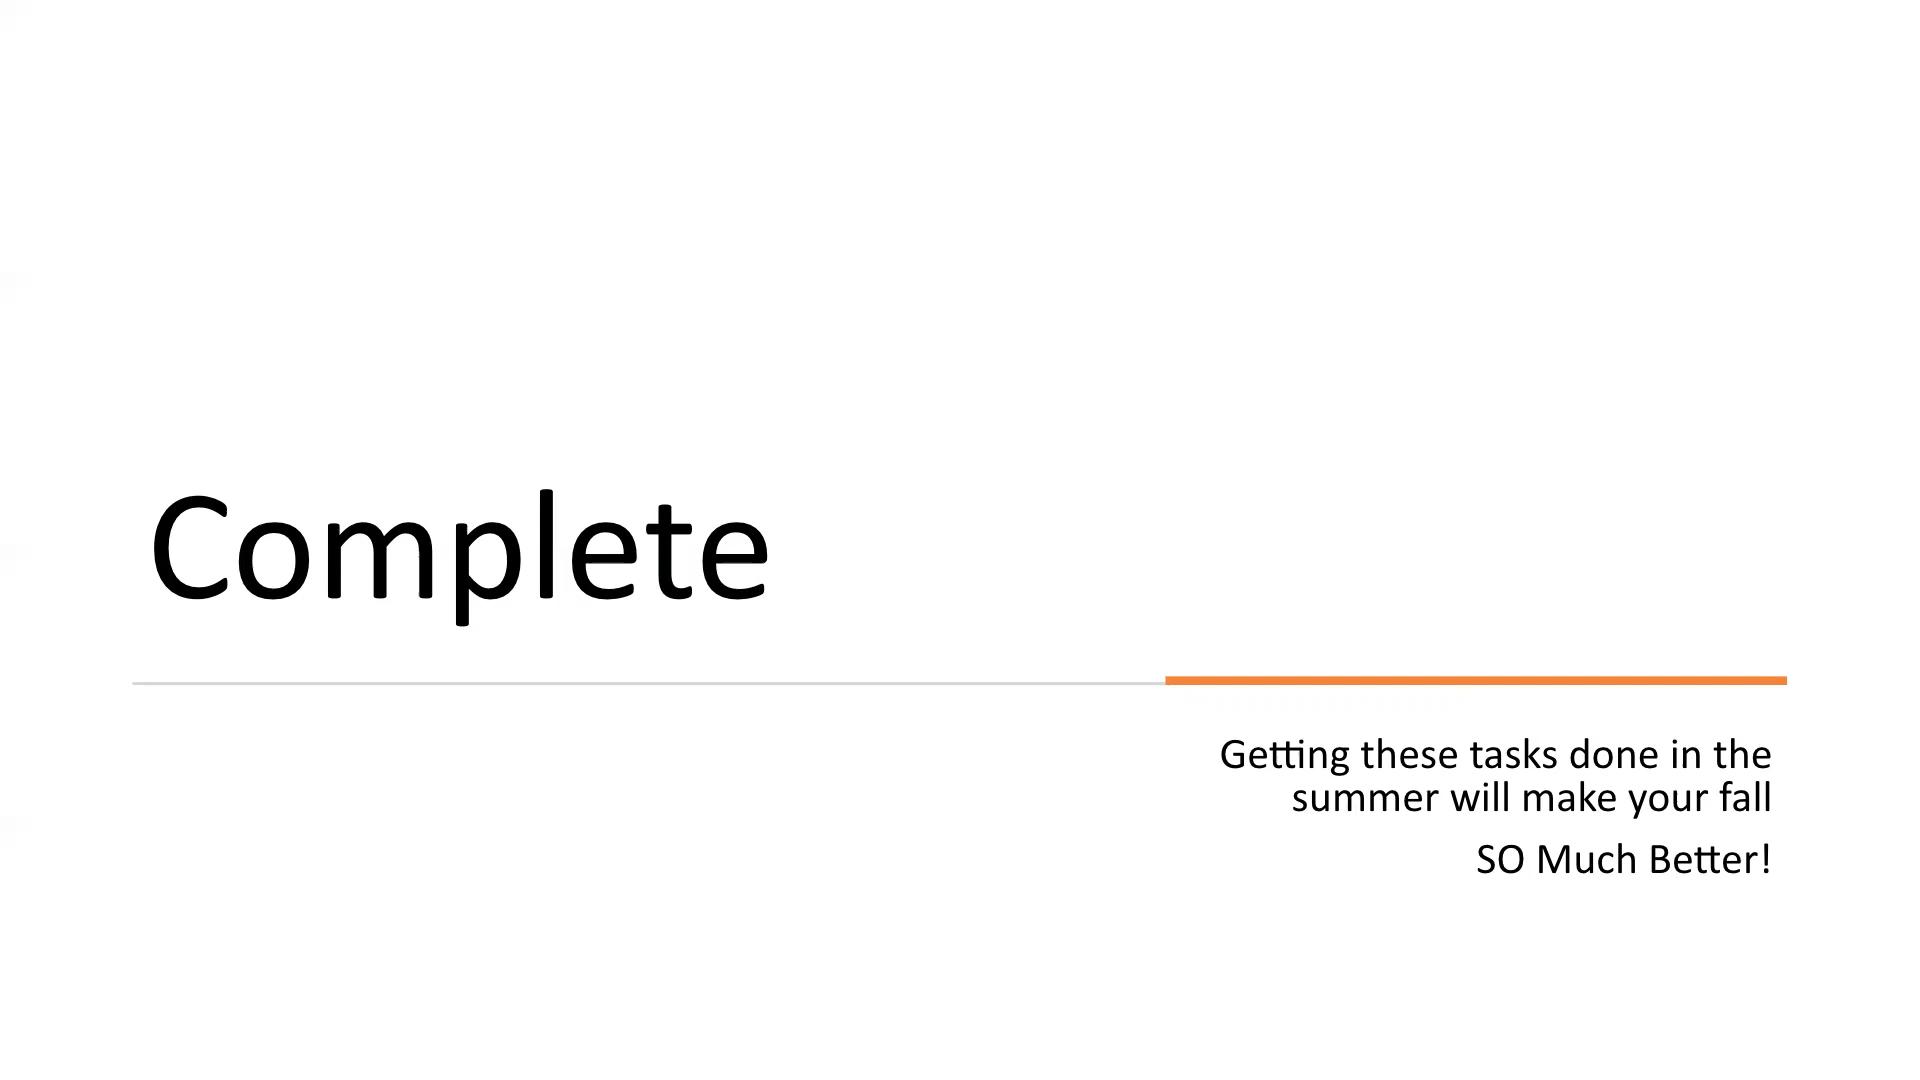 Complete
Getting these tasks done in the
summer will make your fall
SO Much Better!